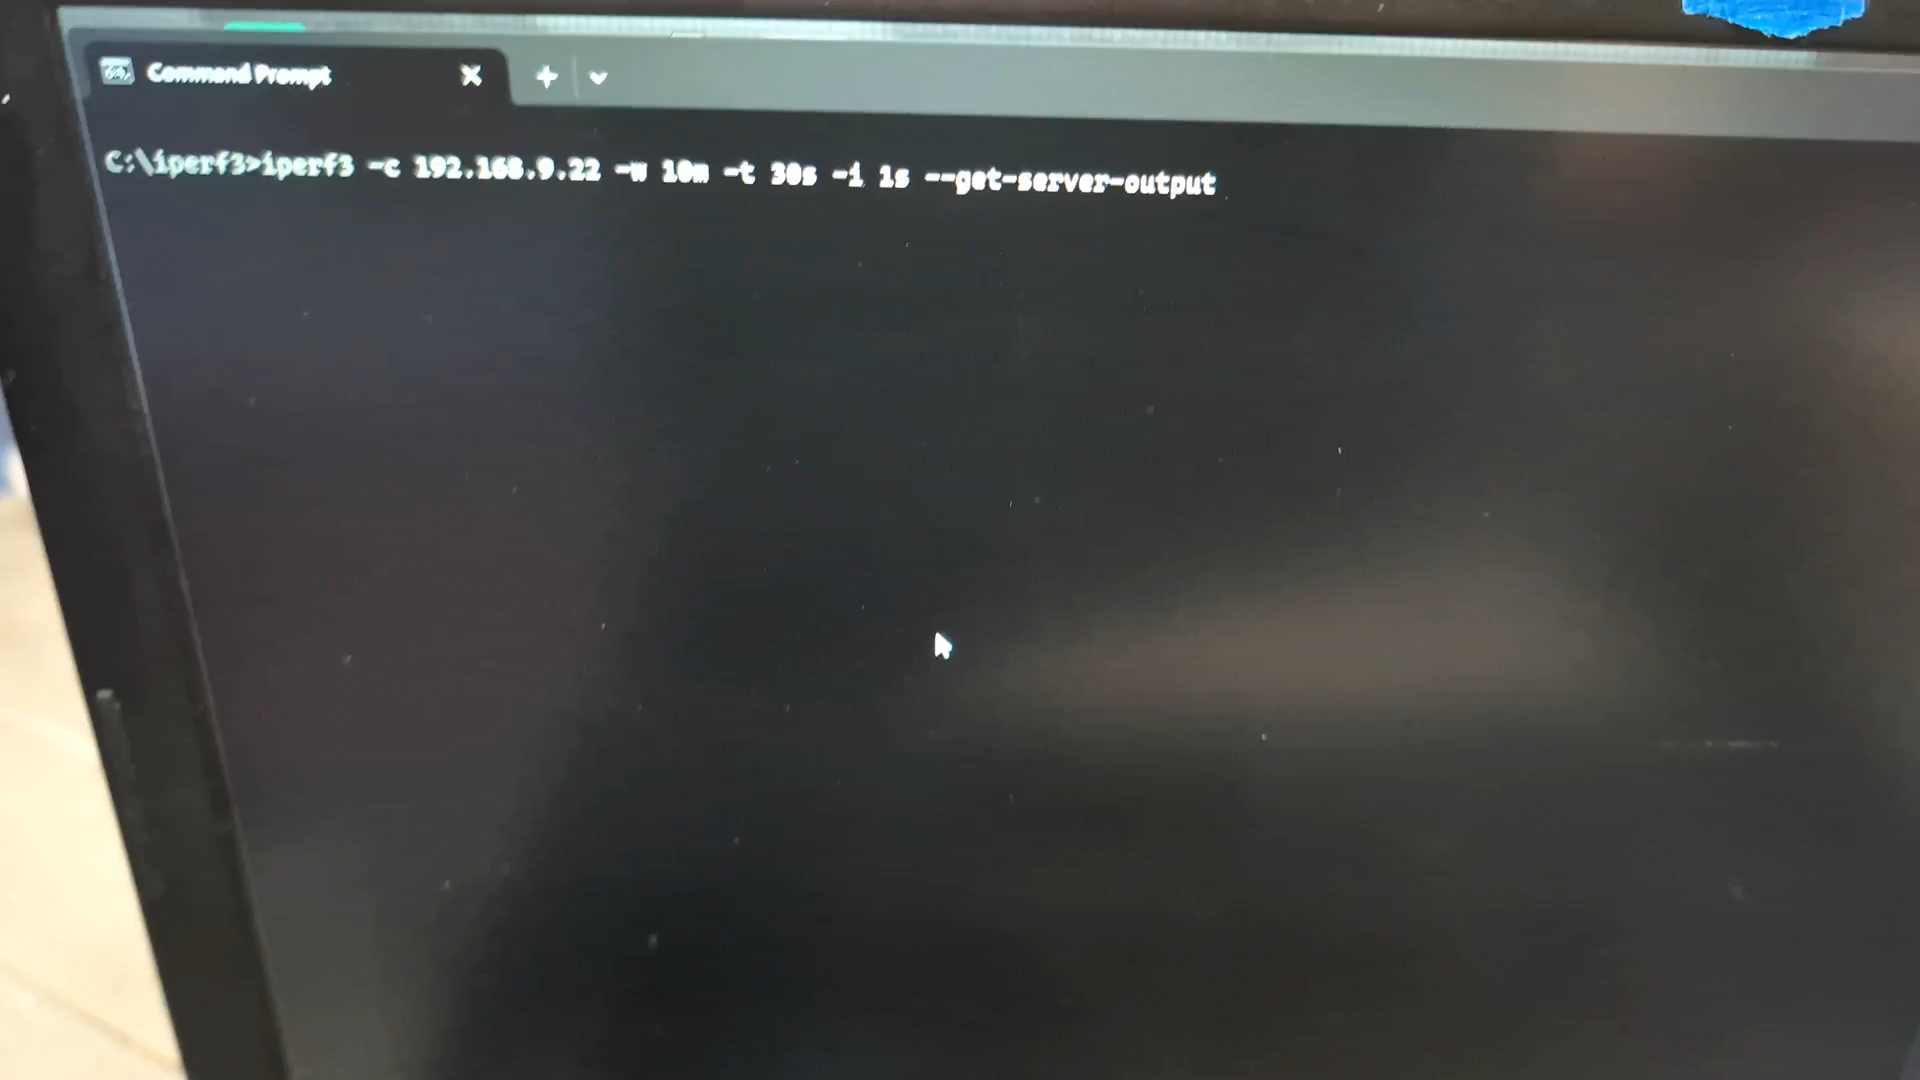 Command Prompt
C:\iperf3>iperf3 -c 192.168.9.22 -w 10m -t 30s -i 1s --get-server-output